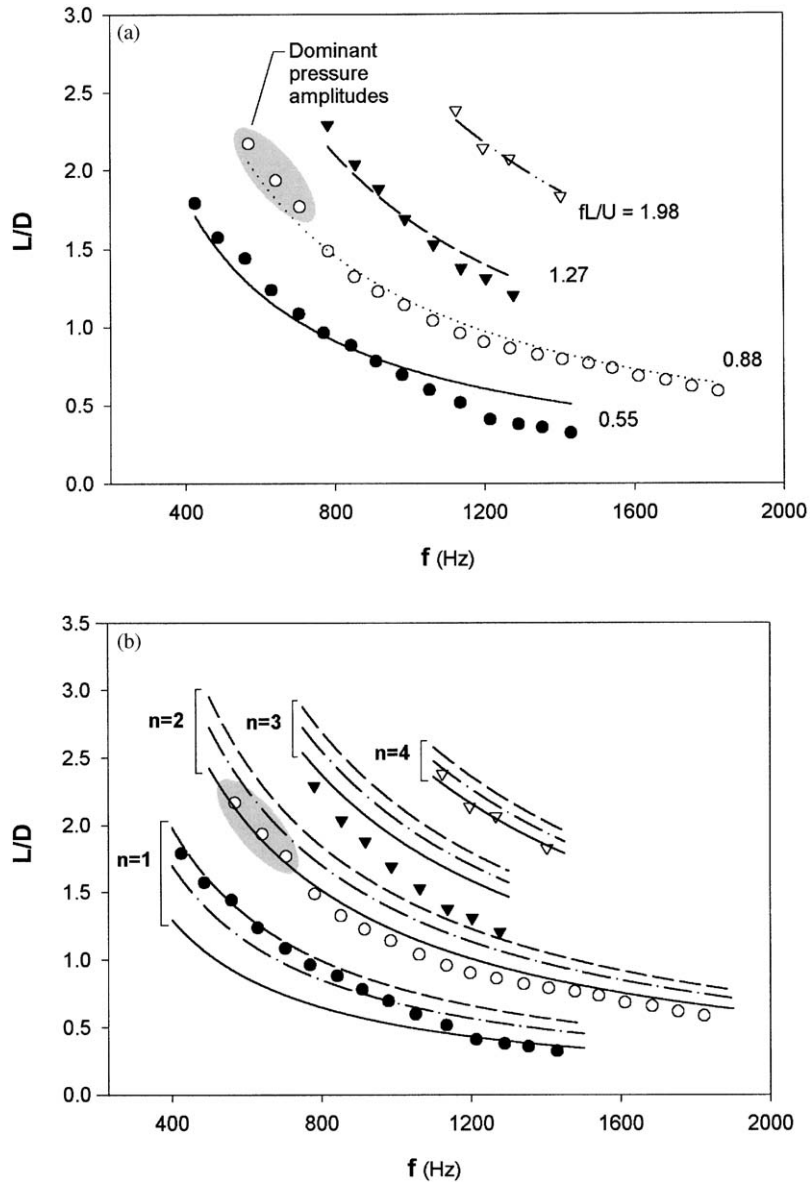 (a)
3.0
2.5
2.0
1.5
1.0
0.5
0.0
L/D
Dominant
pressure
amplitudes
fL/U = 1.98
1.27
0.88
0.55
400
800
1200
1600
2000
f (Hz)
(b)
3.5
3.0
2.5
2.0
1.5
1.0
0.5
0.0
L/D
n=2
n=3
n=4
n=1
400
800
1200
1600
2000
f (Hz)